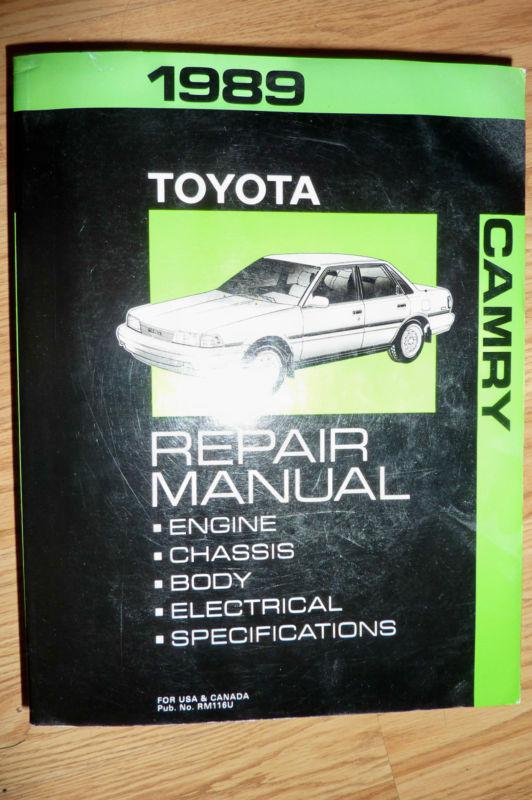 1989
TOYOTA
CAMRY
REPAIR
MANUAL
▪ ENGINE
▪ CHASSIS
▪ BODY
▪ ELECTRICAL
▪ SPECIFICATIONS
FOR USA & CANADA
Pub. No. RM116U